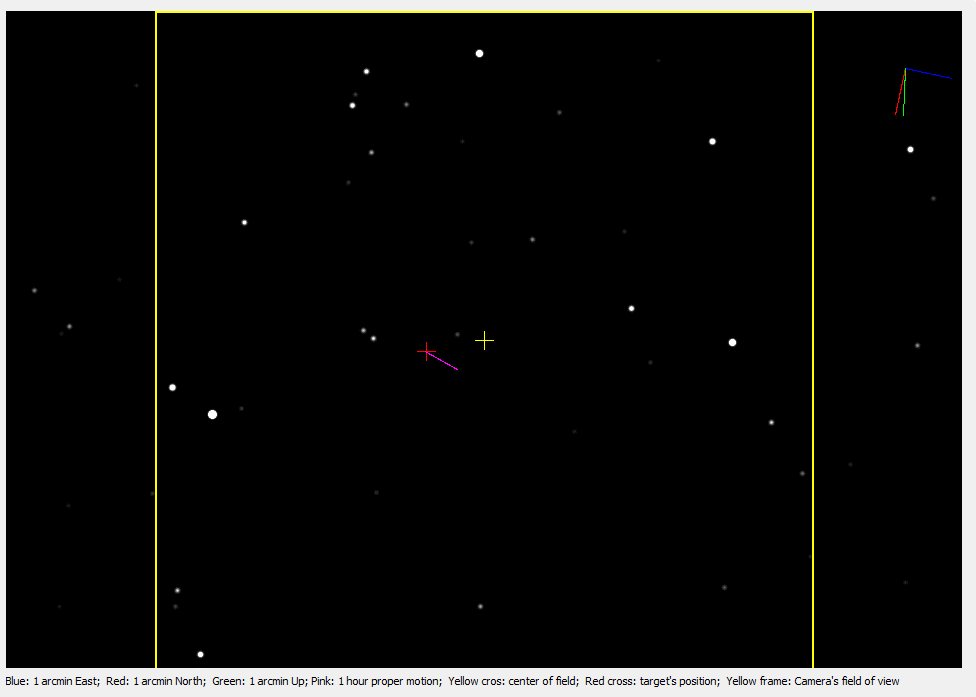 Blue: 1 arcmin East;  Red: 1 arcmin North;  Green: 1 arcmin Up; Pink: 1 hour proper motion;  Yellow cros: center of field;  Red cross: target's position;  Yellow frame: Camera's field of view